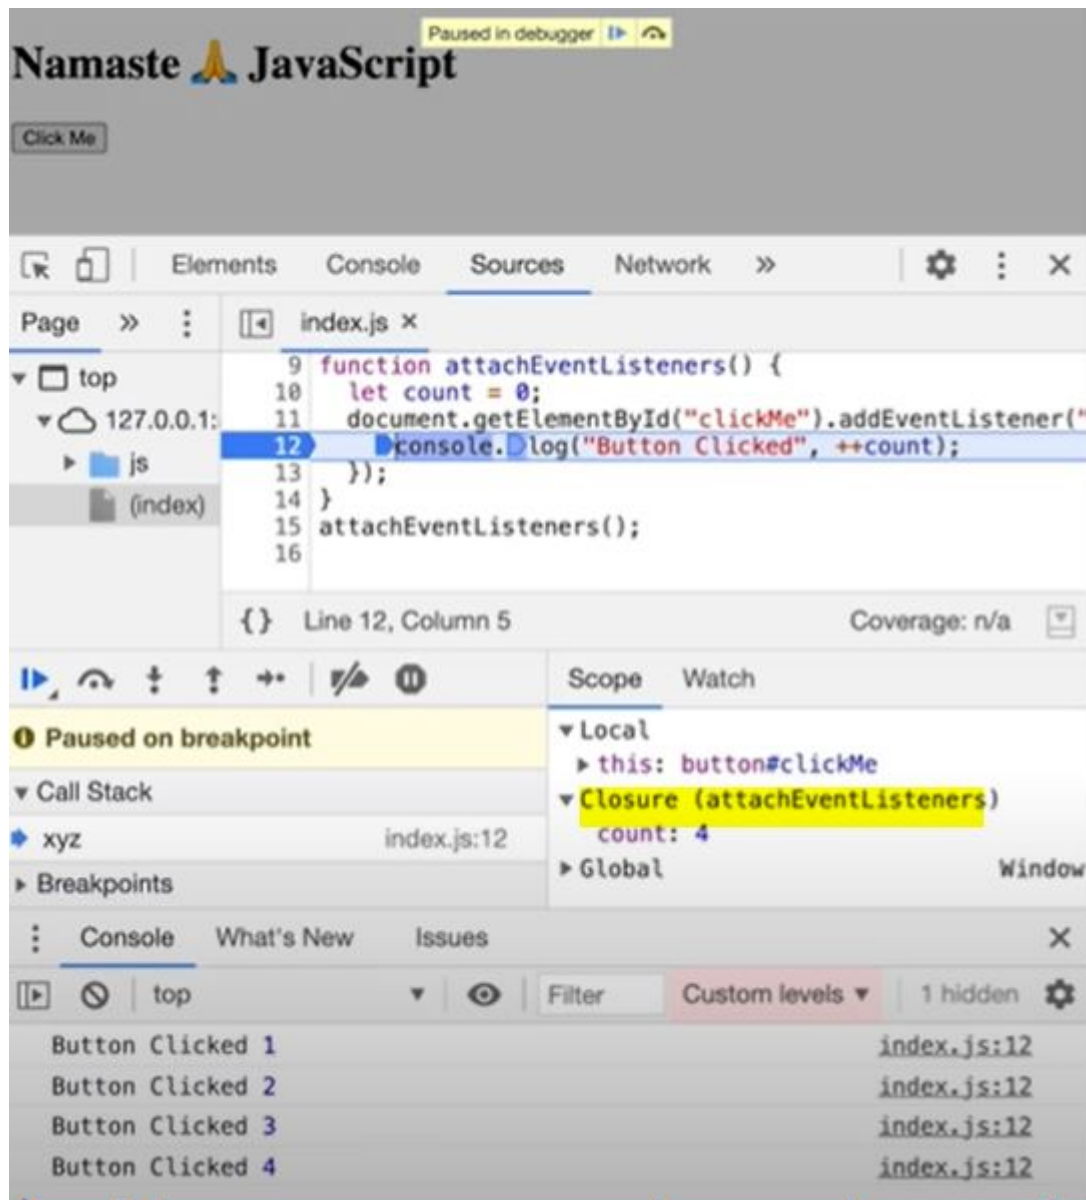 Paused in debugger
Namaste 🙏 JavaScript
Click Me
Elements Console Sources Network »
Page » index.js ×
top
127.0.0.1:
js
(index)
9 function attachEventListeners() {
10 let count = 0;
11 document.getElementById("clickMe").addEventListener("
12 console.log("Button Clicked", ++count);
13 });
14 }
15 attachEventListeners();
16
{} Line 12, Column 5 Coverage: n/a
Scope Watch
Paused on breakpoint
Call Stack
xyz index.js:12
Breakpoints
Local
this: button#clickMe
Closure (attachEventListeners)
count: 4
Global Window
Console What's New Issues
top Filter Custom levels ▼ 1 hidden
Button Clicked 1 index.js:12
Button Clicked 2 index.js:12
Button Clicked 3 index.js:12
Button Clicked 4 index.js:12